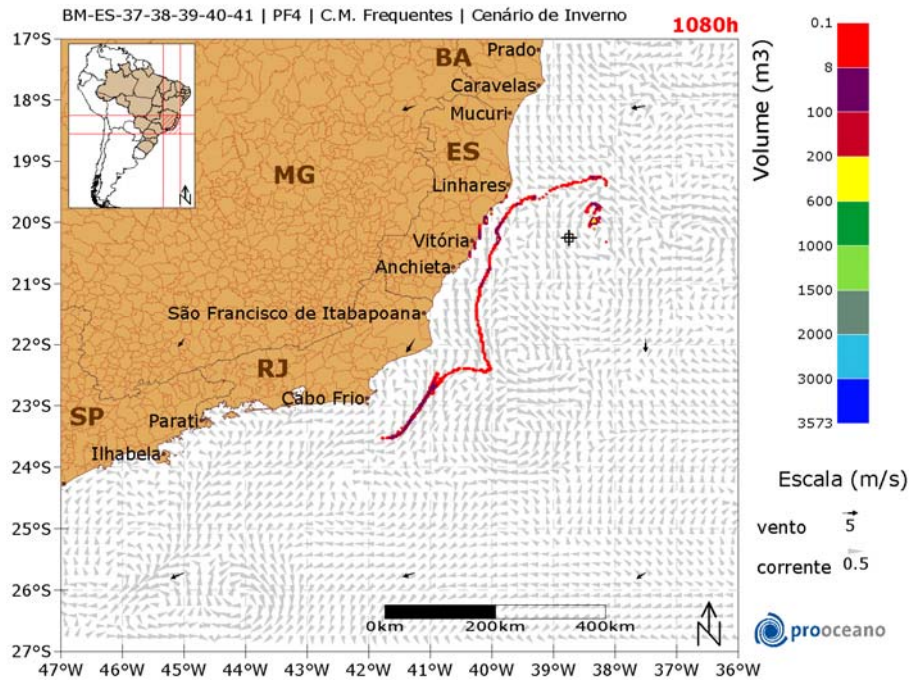 BM-ES-37-38-39-40-41 | PF4 | C.M. Frequentes | Cenário de Inverno
1080h
17°S
18°S
19°S
20°S
21°S
22°S
23°S
24°S
25°S
26°S
27°S
47°W
46°W
45°W
44°W
43°W
42°W
41°W
40°W
39°W
38°W
37°W
36°W
BA
Prado
Caravelas
Mucuri
ES
MG
Linhares
Vitória
Anchieta
São Francisco de Itabapoana
RJ
Cabo Frio
SP
Parati
Ilhabela
N
0km
200km
400km
N
Volume (m3)
0.1
8
100
200
600
1000
1500
2000
3000
3573
Escala (m/s)
vento 5
corrente 0.5
prooceano